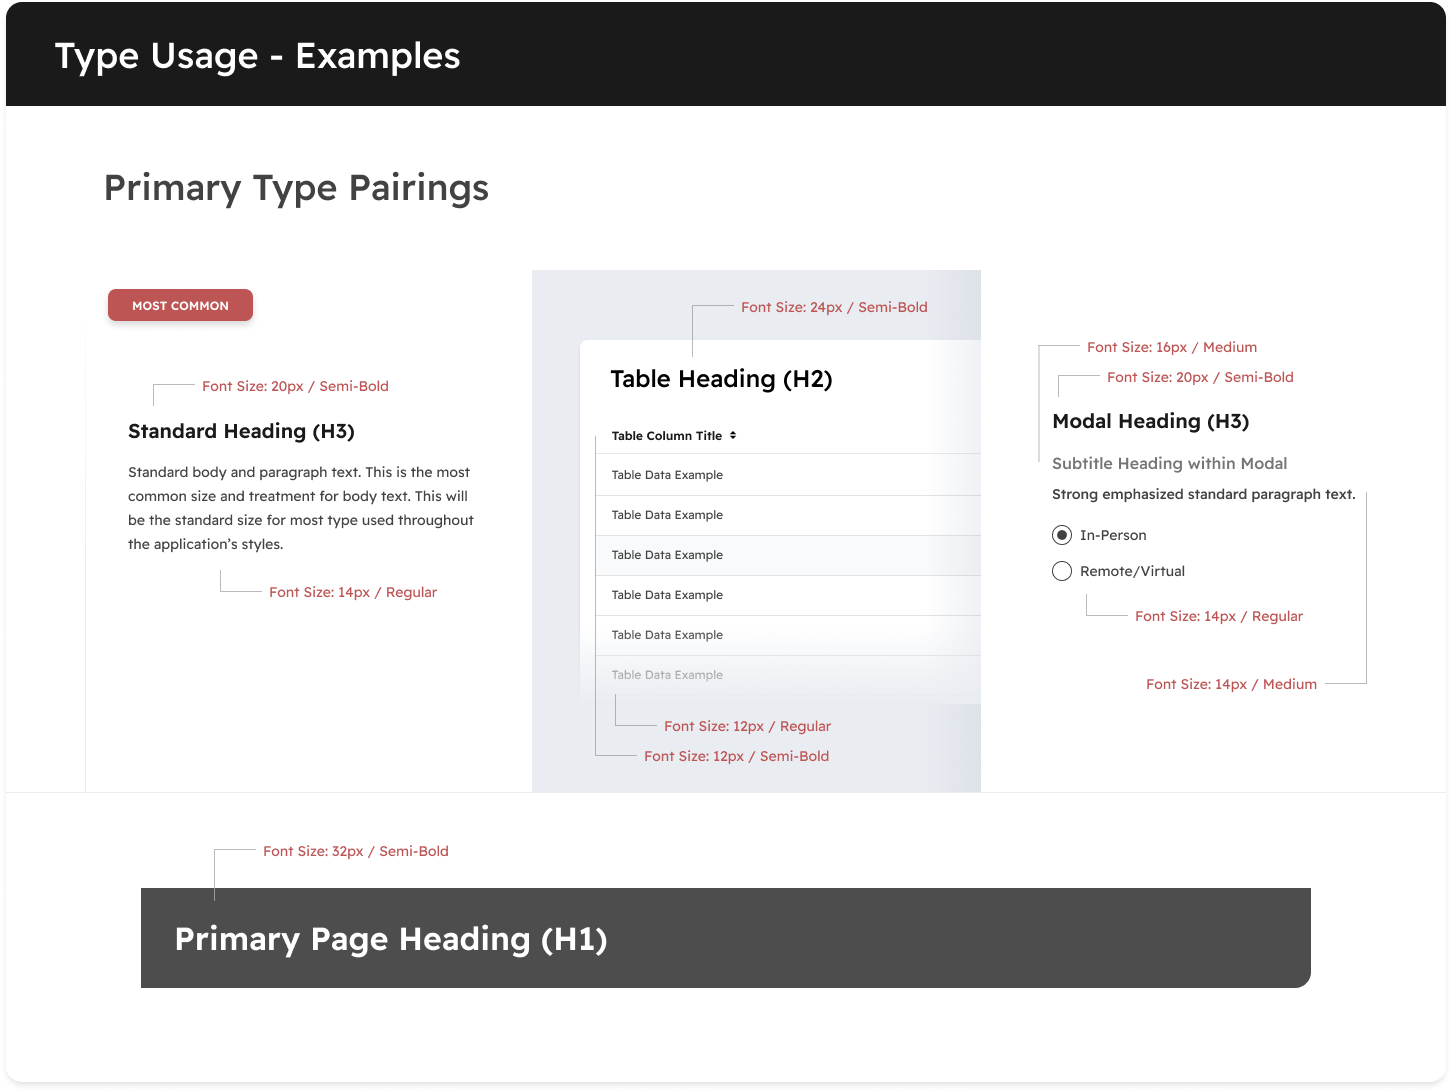 Type Usage - Examples
Primary Type Pairings
MOST COMMON
Font Size: 20px / Semi-Bold
Standard Heading (H3)
Standard body and paragraph text. This is the most
common size and treatment for body text. This will
be the standard size for most type used throughout
the application’s styles.
Font Size: 14px / Regular
Font Size: 24px / Semi-Bold
Table Heading (H2)
Table Column Title
Table Data Example
Table Data Example
Table Data Example
Table Data Example
Table Data Example
Table Data Example
Font Size: 12px / Regular
Font Size: 12px / Semi-Bold
Font Size: 16px / Medium
Font Size: 20px / Semi-Bold
Modal Heading (H3)
Subtitle Heading within Modal
Strong emphasized standard paragraph text.
In-Person
Remote/Virtual
Font Size: 14px / Regular
Font Size: 14px / Medium
Font Size: 32px / Semi-Bold
Primary Page Heading (H1)